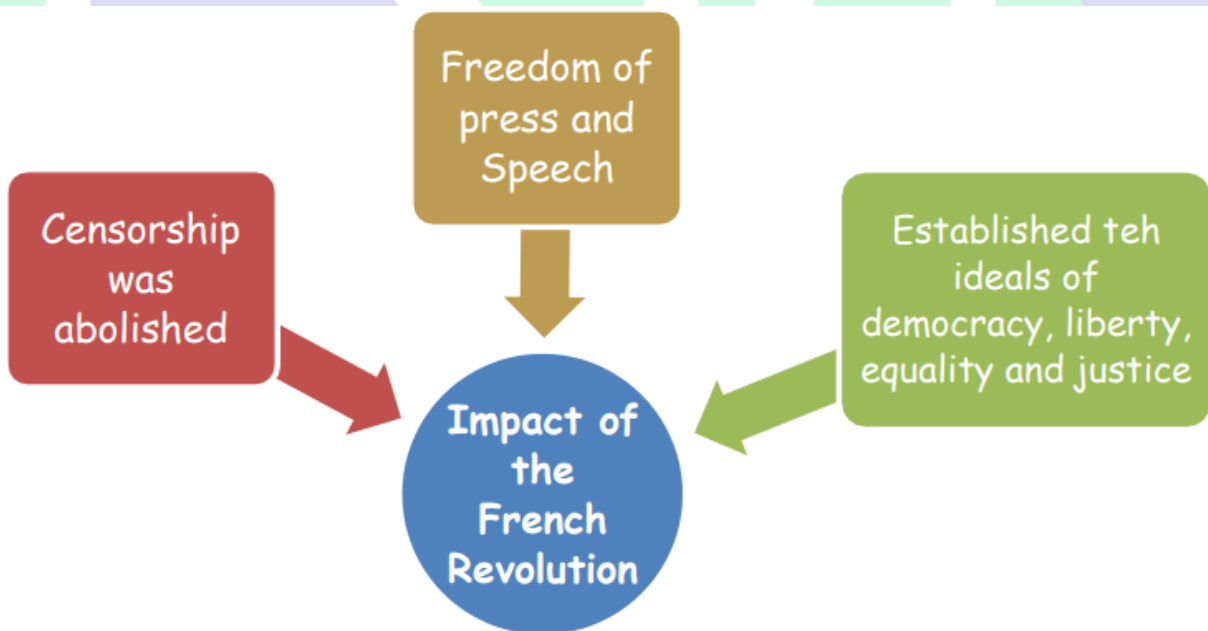 Freedom of
press and
Speech
Censorship
was
abolished
Established teh
ideals of
democracy, liberty,
equality and justice
Impact of
the
French
Revolution